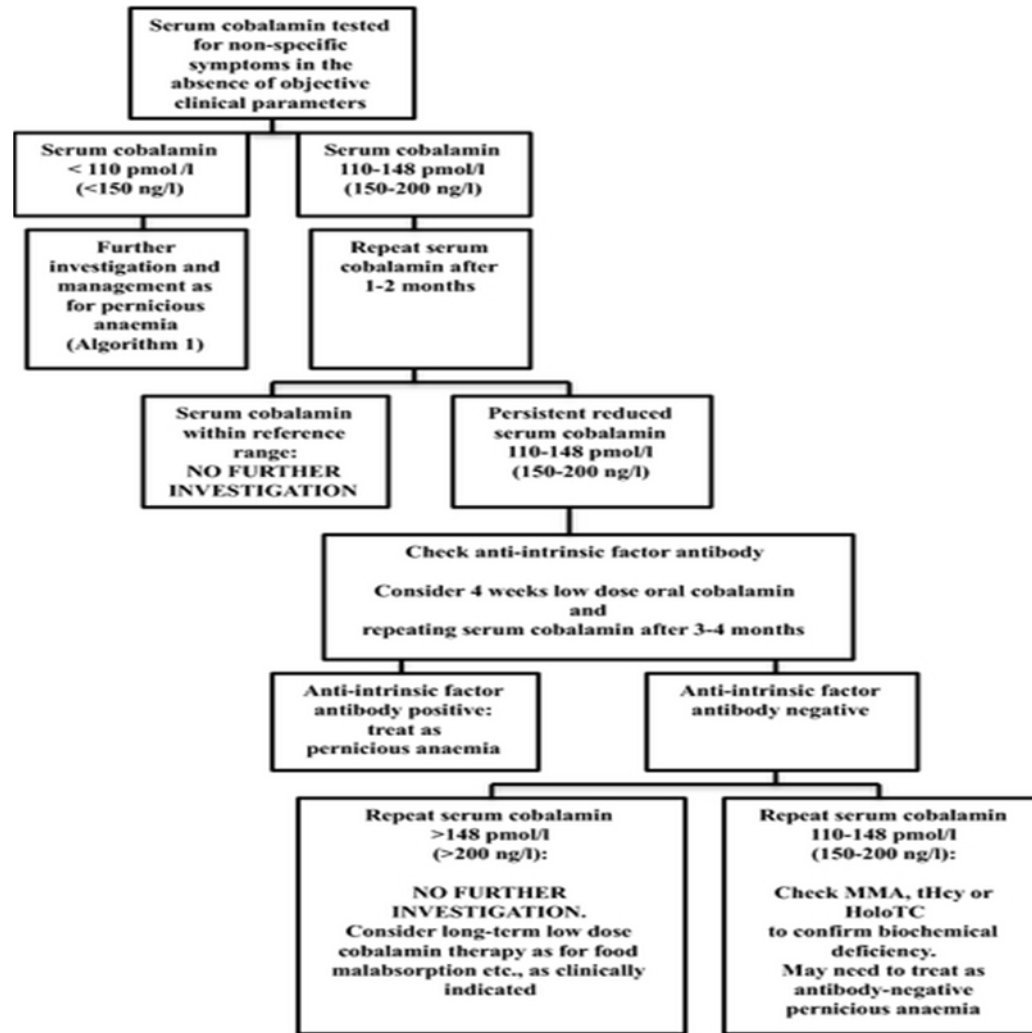 Serum cobalamin tested
for non-specific
symptoms in the
absence of objective
clinical parameters
Serum cobalamin
< 110 pmol/l
(<150 ng/l)
Serum cobalamin
110-148 pmol/l
(150-200 ng/l)
Further
investigation and
management as
for pernicious
anaemia
(Algorithm 1)
Repeat serum
cobalamin after
1-2 months
Serum cobalamin
within reference
range:
NO FURTHER
INVESTIGATION
Persistent reduced
serum cobalamin
110-148 pmol/l
(150-200 ng/l)
Check anti-intrinsic factor antibody
Consider 4 weeks low dose oral cobalamin
and
repeating serum cobalamin after 3-4 months
Anti-intrinsic factor
antibody positive:
treat as
pernicious anaemia
Anti-intrinsic factor
antibody negative
Repeat serum cobalamin
>148 pmol/l
(>200 ng/l):
NO FURTHER
INVESTIGATION.
Consider long-term low dose
cobalamin therapy as for food
malabsorption etc., as clinically
indicated
Repeat serum cobalamin
110-148 pmol/l
(150-200 ng/l):
Check MMA, tHcy or
HoloTC
to confirm biochemical
deficiency.
May need to treat as
antibody-negative
pernicious anaemia